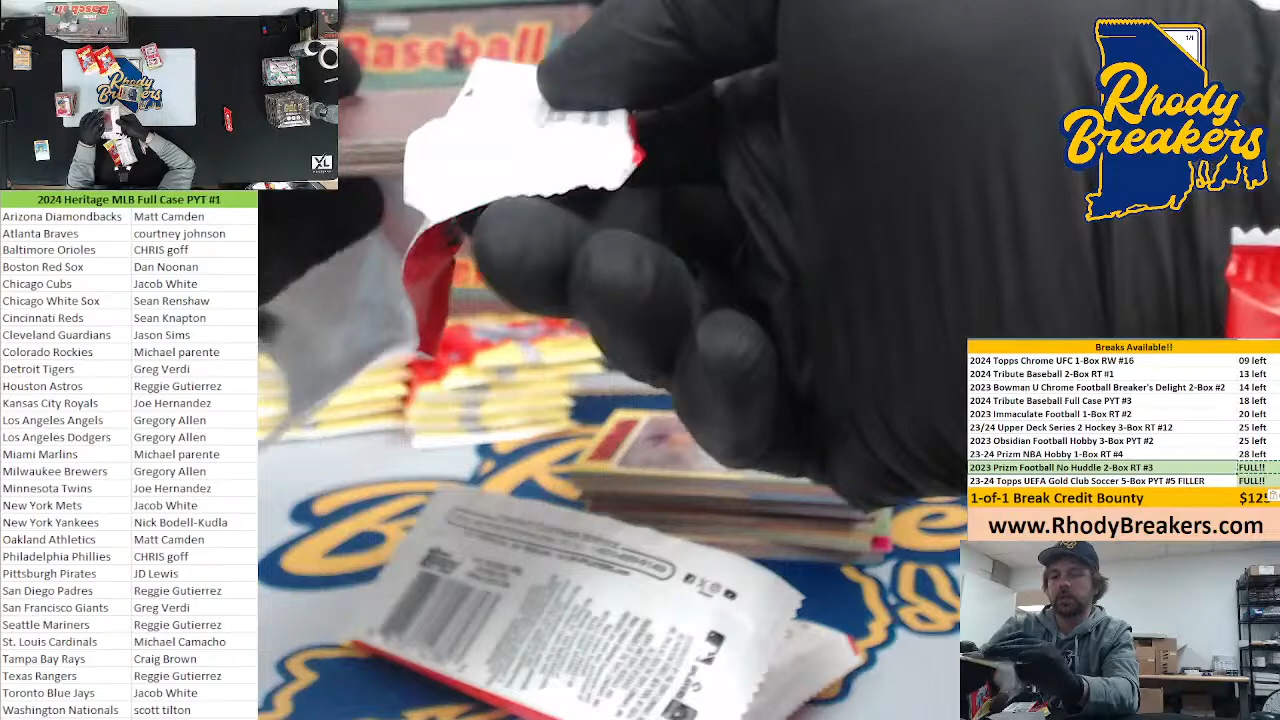 Baseball
Rhody
Breakers
1/1
XL
2024 Heritage MLB Full Case PYT #1
Arizona Diamondbacks Matt Camden
Atlanta Braves courtney johnson
Baltimore Orioles CHRIS goff
Boston Red Sox Dan Noonan
Chicago Cubs Jacob White
Chicago White Sox Sean Renshaw
Cincinnati Reds Sean Knapton
Cleveland Guardians Jason Sims
Colorado Rockies Michael parente
Detroit Tigers Greg Verdi
Houston Astros Reggie Gutierrez
Kansas City Royals Joe Hernandez
Los Angeles Angels Gregory Allen
Los Angeles Dodgers Gregory Allen
Miami Marlins Michael parente
Milwaukee Brewers Gregory Allen
Minnesota Twins Joe Hernandez
New York Mets Jacob White
New York Yankees Nick Bodell-Kudla
Oakland Athletics Matt Camden
Philadelphia Phillies CHRIS goff
Pittsburgh Pirates JD Lewis
San Diego Padres Reggie Gutierrez
San Francisco Giants Greg Verdi
Seattle Mariners Reggie Gutierrez
St. Louis Cardinals Michael Camacho
Tampa Bay Rays Craig Brown
Texas Rangers Reggie Gutierrez
Toronto Blue Jays Jacob White
Washington Nationals scott tilton
Breaks Available!!
2024 Topps Chrome UFC 1-Box RW #16 09 left
2024 Tribute Baseball 2-Box RT #1 13 left
2023 Bowman U Chrome Football Breaker's Delight 2-Box #2 14 left
2024 Tribute Baseball Full Case PYT #3 18 left
2023 Immaculate Football 1-Box RT #2 20 left
23/24 Upper Deck Series 2 Hockey 3-Box RT #12 25 left
2023 Obsidian Football Hobby 3-Box PYT #2 25 left
23-24 Prizm NBA Hobby 1-Box RT #4 28 left
2023 Prizm Football No Huddle 2-Box RT #3 FULL!!
23-24 Topps UEFA Gold Club Soccer 5-Box PYT #5 FILLER FULL!!
1-of-1 Break Credit Bounty $125
www.RhodyBreakers.com
topps